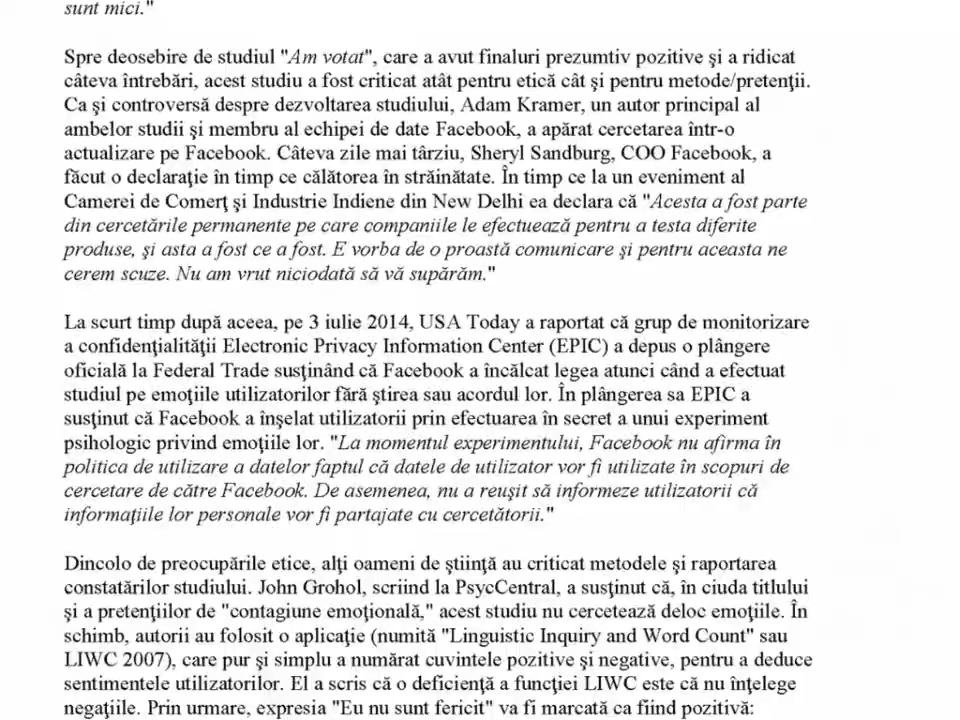 sunt mici."
Spre deosebire de studiul "Am votat", care a avut finaluri prezumtiv pozitive şi a ridicat
câteva întrebări, acest studiu a fost criticat atât pentru etică cât şi pentru metode/pretenţii.
Ca şi controversă despre dezvoltarea studiului, Adam Kramer, un autor principal al
ambelor studii şi membru al echipei de date Facebook, a apărat cercetarea într-o
actualizare pe Facebook. Câteva zile mai târziu, Sheryl Sandburg, COO Facebook, a
făcut o declaraţie în timp ce călătorea în străinătate. În timp ce la un eveniment al
Camerei de Comerţ şi Industrie Indiene din New Delhi ea declara că "Acesta a fost parte
din cercetările permanente pe care companiile le efectuează pentru a testa diferite
produse, şi asta a fost ce a fost. E vorba de o proastă comunicare şi pentru aceasta ne
cerem scuze. Nu am vrut niciodată să vă supărăm."
La scurt timp după aceea, pe 3 iulie 2014, USA Today a raportat că grup de monitorizare
a confidenţialităţii Electronic Privacy Information Center (EPIC) a depus o plângere
oficială la Federal Trade susţinând că Facebook a încălcat legea atunci când a efectuat
studiul pe emoţiile utilizatorilor fără ştirea sau acordul lor. În plângerea sa EPIC a
susţinut că Facebook a înşelat utilizatorii prin efectuarea în secret a unui experiment
psihologic privind emoţiile lor. "La momentul experimentului, Facebook nu afirma în
politica de utilizare a datelor faptul că datele de utilizator vor fi utilizate în scopuri de
cercetare de către Facebook. De asemenea, nu a reuşit să informeze utilizatorii că
informaţiile lor personale vor fi partajate cu cercetătorii."
Dincolo de preocupările etice, alţi oameni de ştiinţă au criticat metodele şi raportarea
constatărilor studiului. John Grohol, scriind la PsycCentral, a susţinut că, în ciuda titlului
şi a pretenţiilor de "contagiune emoţională," acest studiu nu cercetează deloc emoţiile. În
schimb, autorii au folosit o aplicaţie (numită "Linguistic Inquiry and Word Count" sau
LIWC 2007), care pur şi simplu a numărat cuvintele pozitive şi negative, pentru a deduce
sentimentele utilizatorilor. El a scris că o deficienţă a funcţiei LIWC este că nu înţelege
negaţiile. Prin urmare, expresia "Eu nu sunt fericit" va fi marcată ca fiind pozitivă: